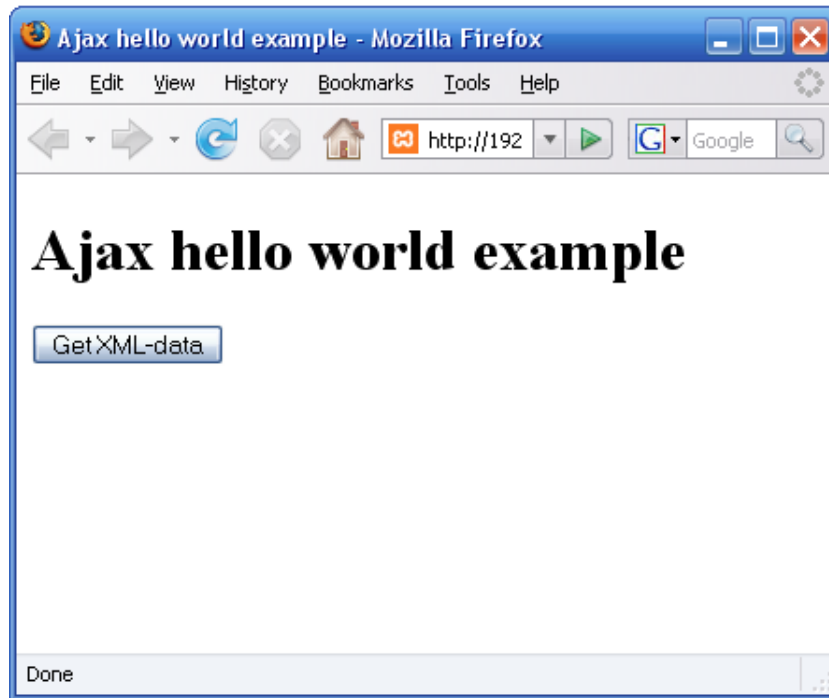 Ajax hello world example - Mozilla Firefox
File Edit View History Bookmarks Tools Help
http://192 G Google
Ajax hello world example
Get XML-data
Done